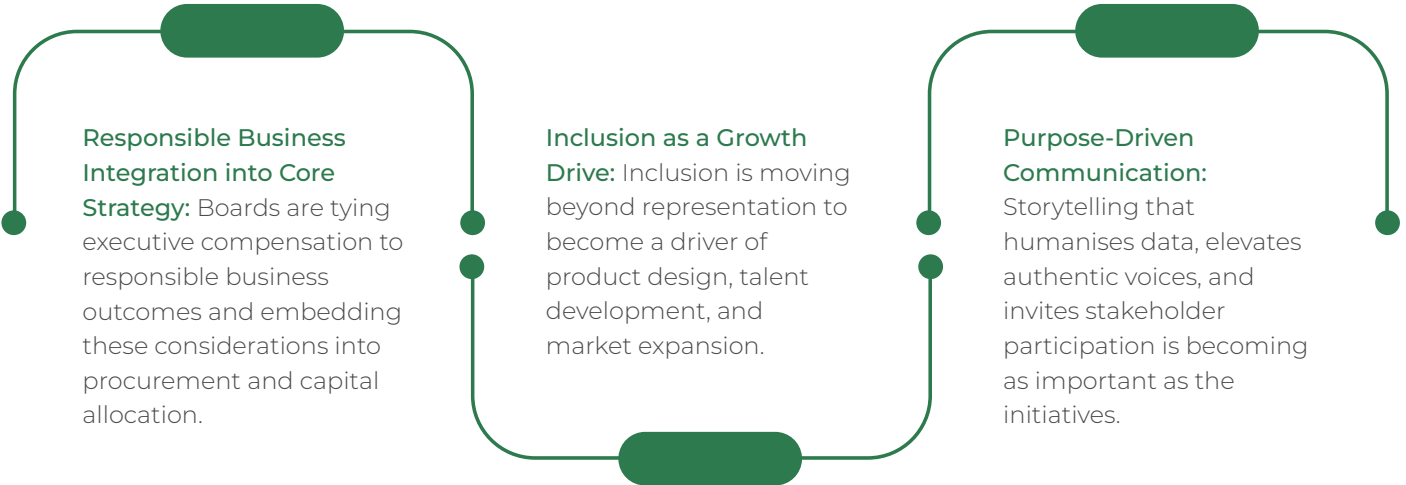 Responsible Business
Integration into Core
Strategy: Boards are tying
executive compensation to
responsible business
outcomes and embedding
these considerations into
procurement and capital
allocation.
Inclusion as a Growth
Drive: Inclusion is moving
beyond representation to
become a driver of
product design, talent
development, and
market expansion.
Purpose-Driven
Communication:
Storytelling that
humanises data, elevates
authentic voices, and
invites stakeholder
participation is becoming
as important as the
initiatives.